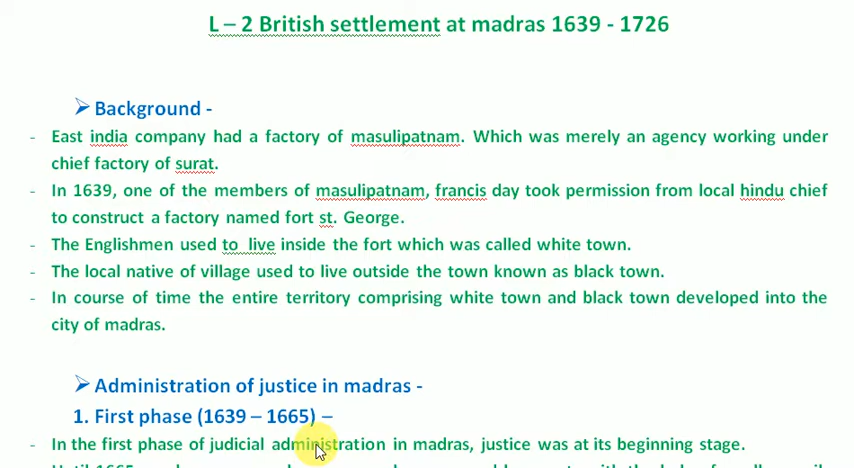 L – 2 British settlement at madras 1639 - 1726
➢ Background -
- East india company had a factory of masulipatnam. Which was merely an agency working under
chief factory of surat.
- In 1639, one of the members of masulipatnam, francis day took permission from local hindu chief
to construct a factory named fort st. George.
- The Englishmen used to live inside the fort which was called white town.
- The local native of village used to live outside the town known as black town.
- In course of time the entire territory comprising white town and black town developed into the
city of madras.
➢ Administration of justice in madras -
1. First phase (1639 – 1665) –
- In the first phase of judicial administration in madras, justice was at its beginning stage.